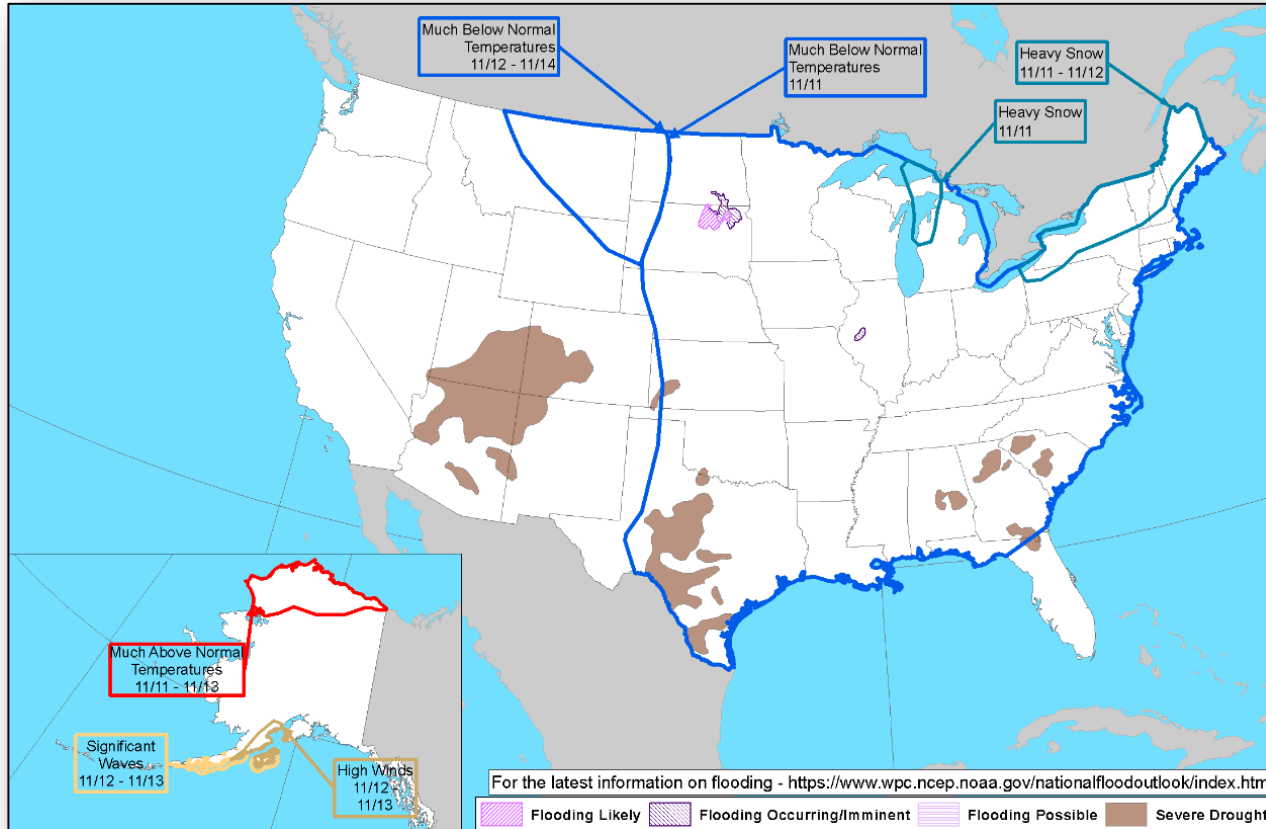 Much Below Normal
Temperatures
11/12 - 11/14
Much Below Normal
Temperatures
11/11
Heavy Snow
11/11 - 11/12
Heavy Snow
11/11
Much Above Normal
Temperatures
11/11 - 11/13
Significant
Waves
11/12 - 11/13
High Winds
11/12 -
11/13
For the latest information on flooding - https://www.wpc.ncep.noaa.gov/nationalfloodoutlook/index.htm
Flooding Likely
Flooding Occurring/Imminent
Flooding Possible
Severe Drought